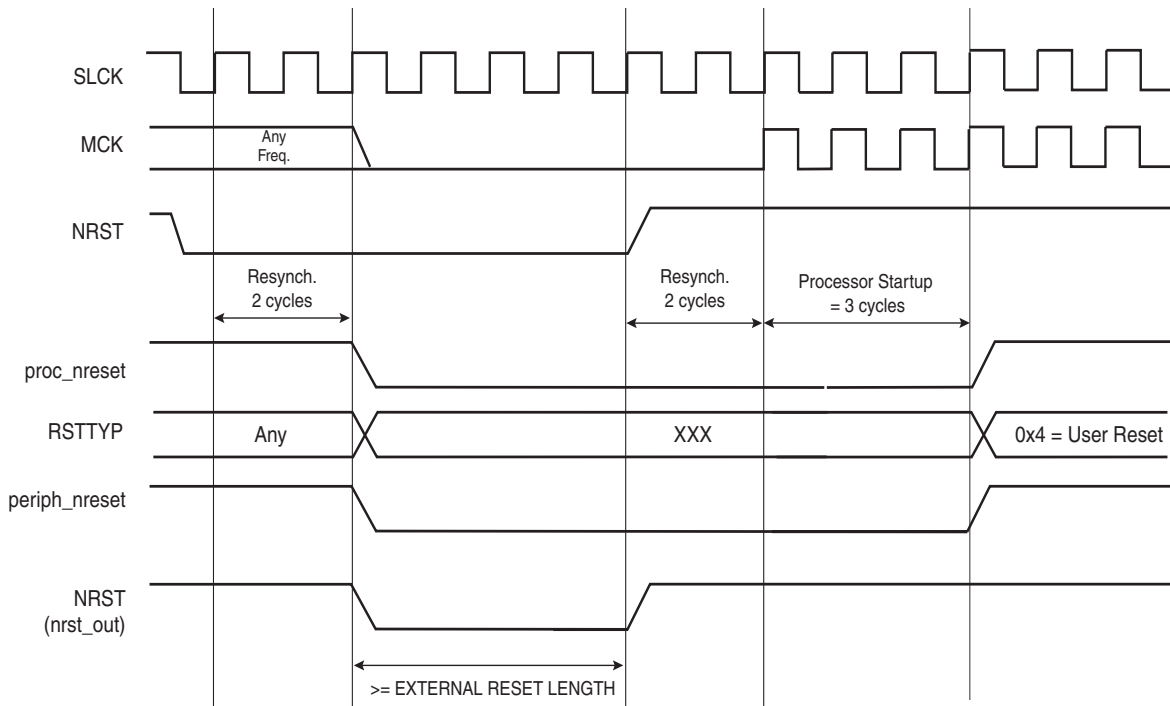 SLCK
MCK
Any
Freq.
NRST
Resynch.
2 cycles
Resynch.
2 cycles
Processor Startup
= 3 cycles
proc_nreset
RSTTYP
Any
XXX
0x4 = User Reset
periph_nreset
NRST
(nrst_out)
>= EXTERNAL RESET LENGTH